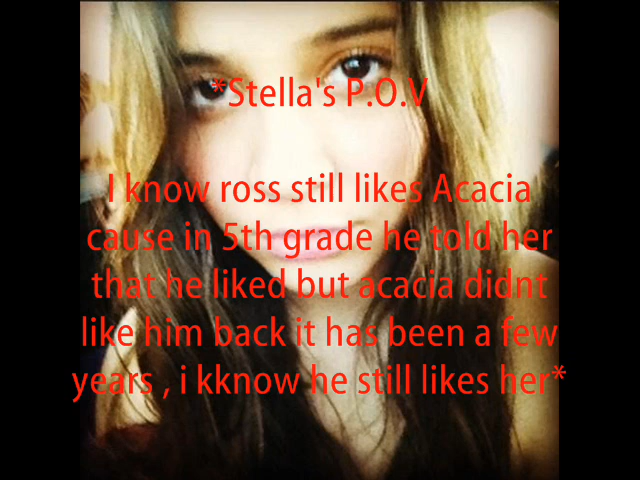 *Stella's P.O.V
I know ross still likes Acacia
cause in 5th grade he told her
that he liked but acacia didnt
like him back it has been a few
years , i kknow he still likes her*